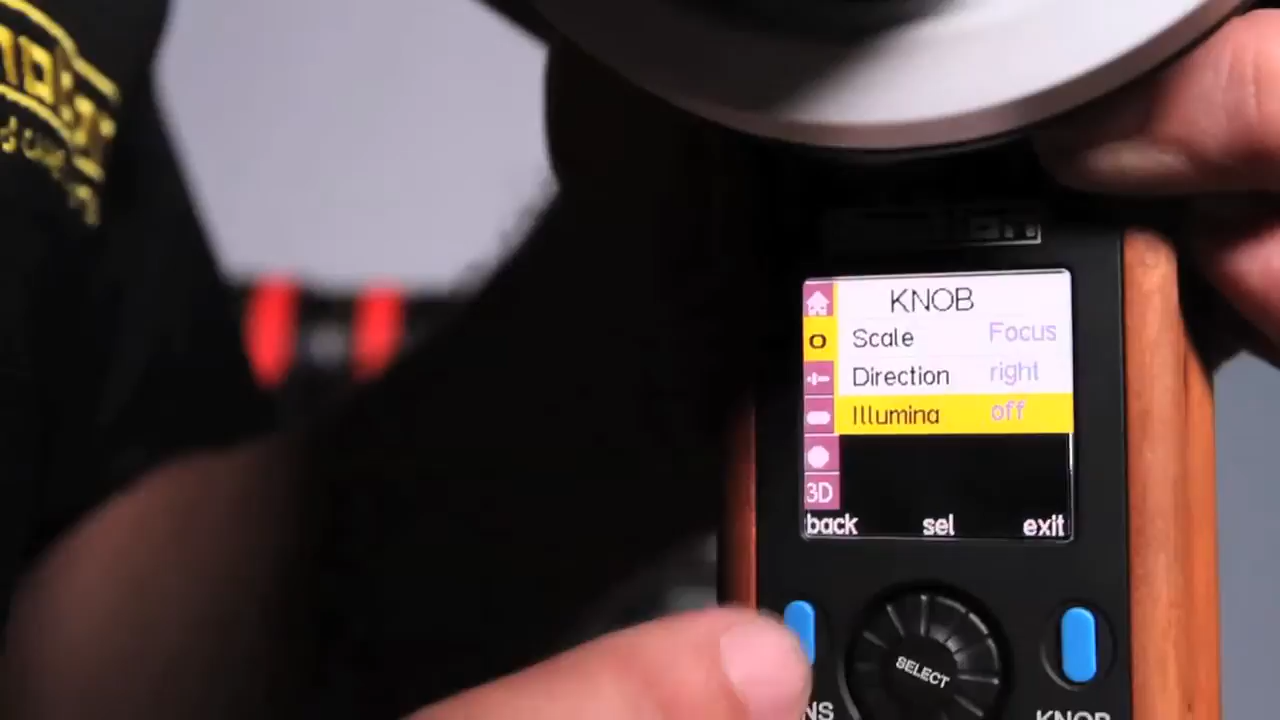 KNOB
Scale Focus
Direction right
Illumina off
3D
back sel exit
SELECT
NS KNOB